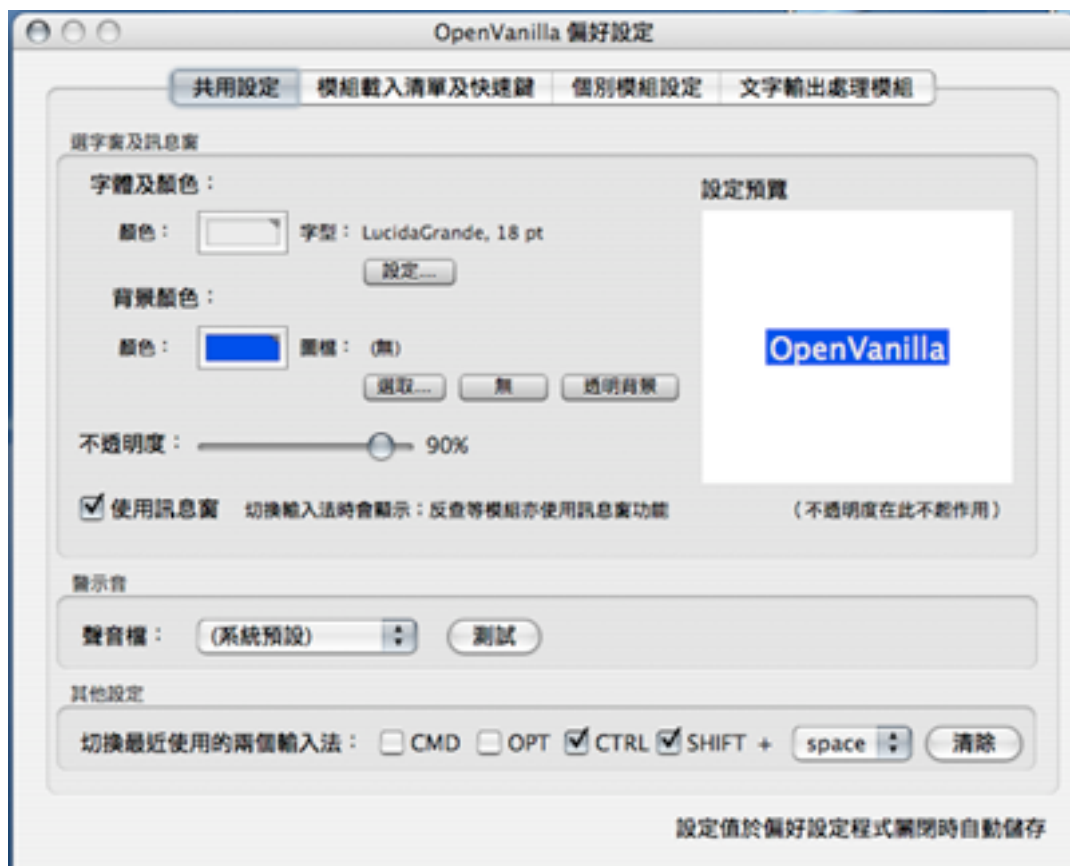 OpenVanilla 偏好設定
共用設定 模組載入清單及快速鍵 個別模組設定 文字輸出處理模組
選字窗及訊息窗
字體及顏色：
設定預覽
顏色： 字型： LucidaGrande, 18 pt
設定...
背景顏色：
顏色： 圖檔： (無)
OpenVanilla
選取... 無 透明背景
不透明度： 90%
使用訊息窗 切換輸入法時會顯示；反查等模組亦使用訊息窗功能
（不透明度在此不起作用）
警示音
聲音檔： (系統預設) 測試
其他設定
切換最近使用的兩個輸入法： CMD OPT CTRL SHIFT + space 清除
設定值於偏好設定程式關閉時自動儲存